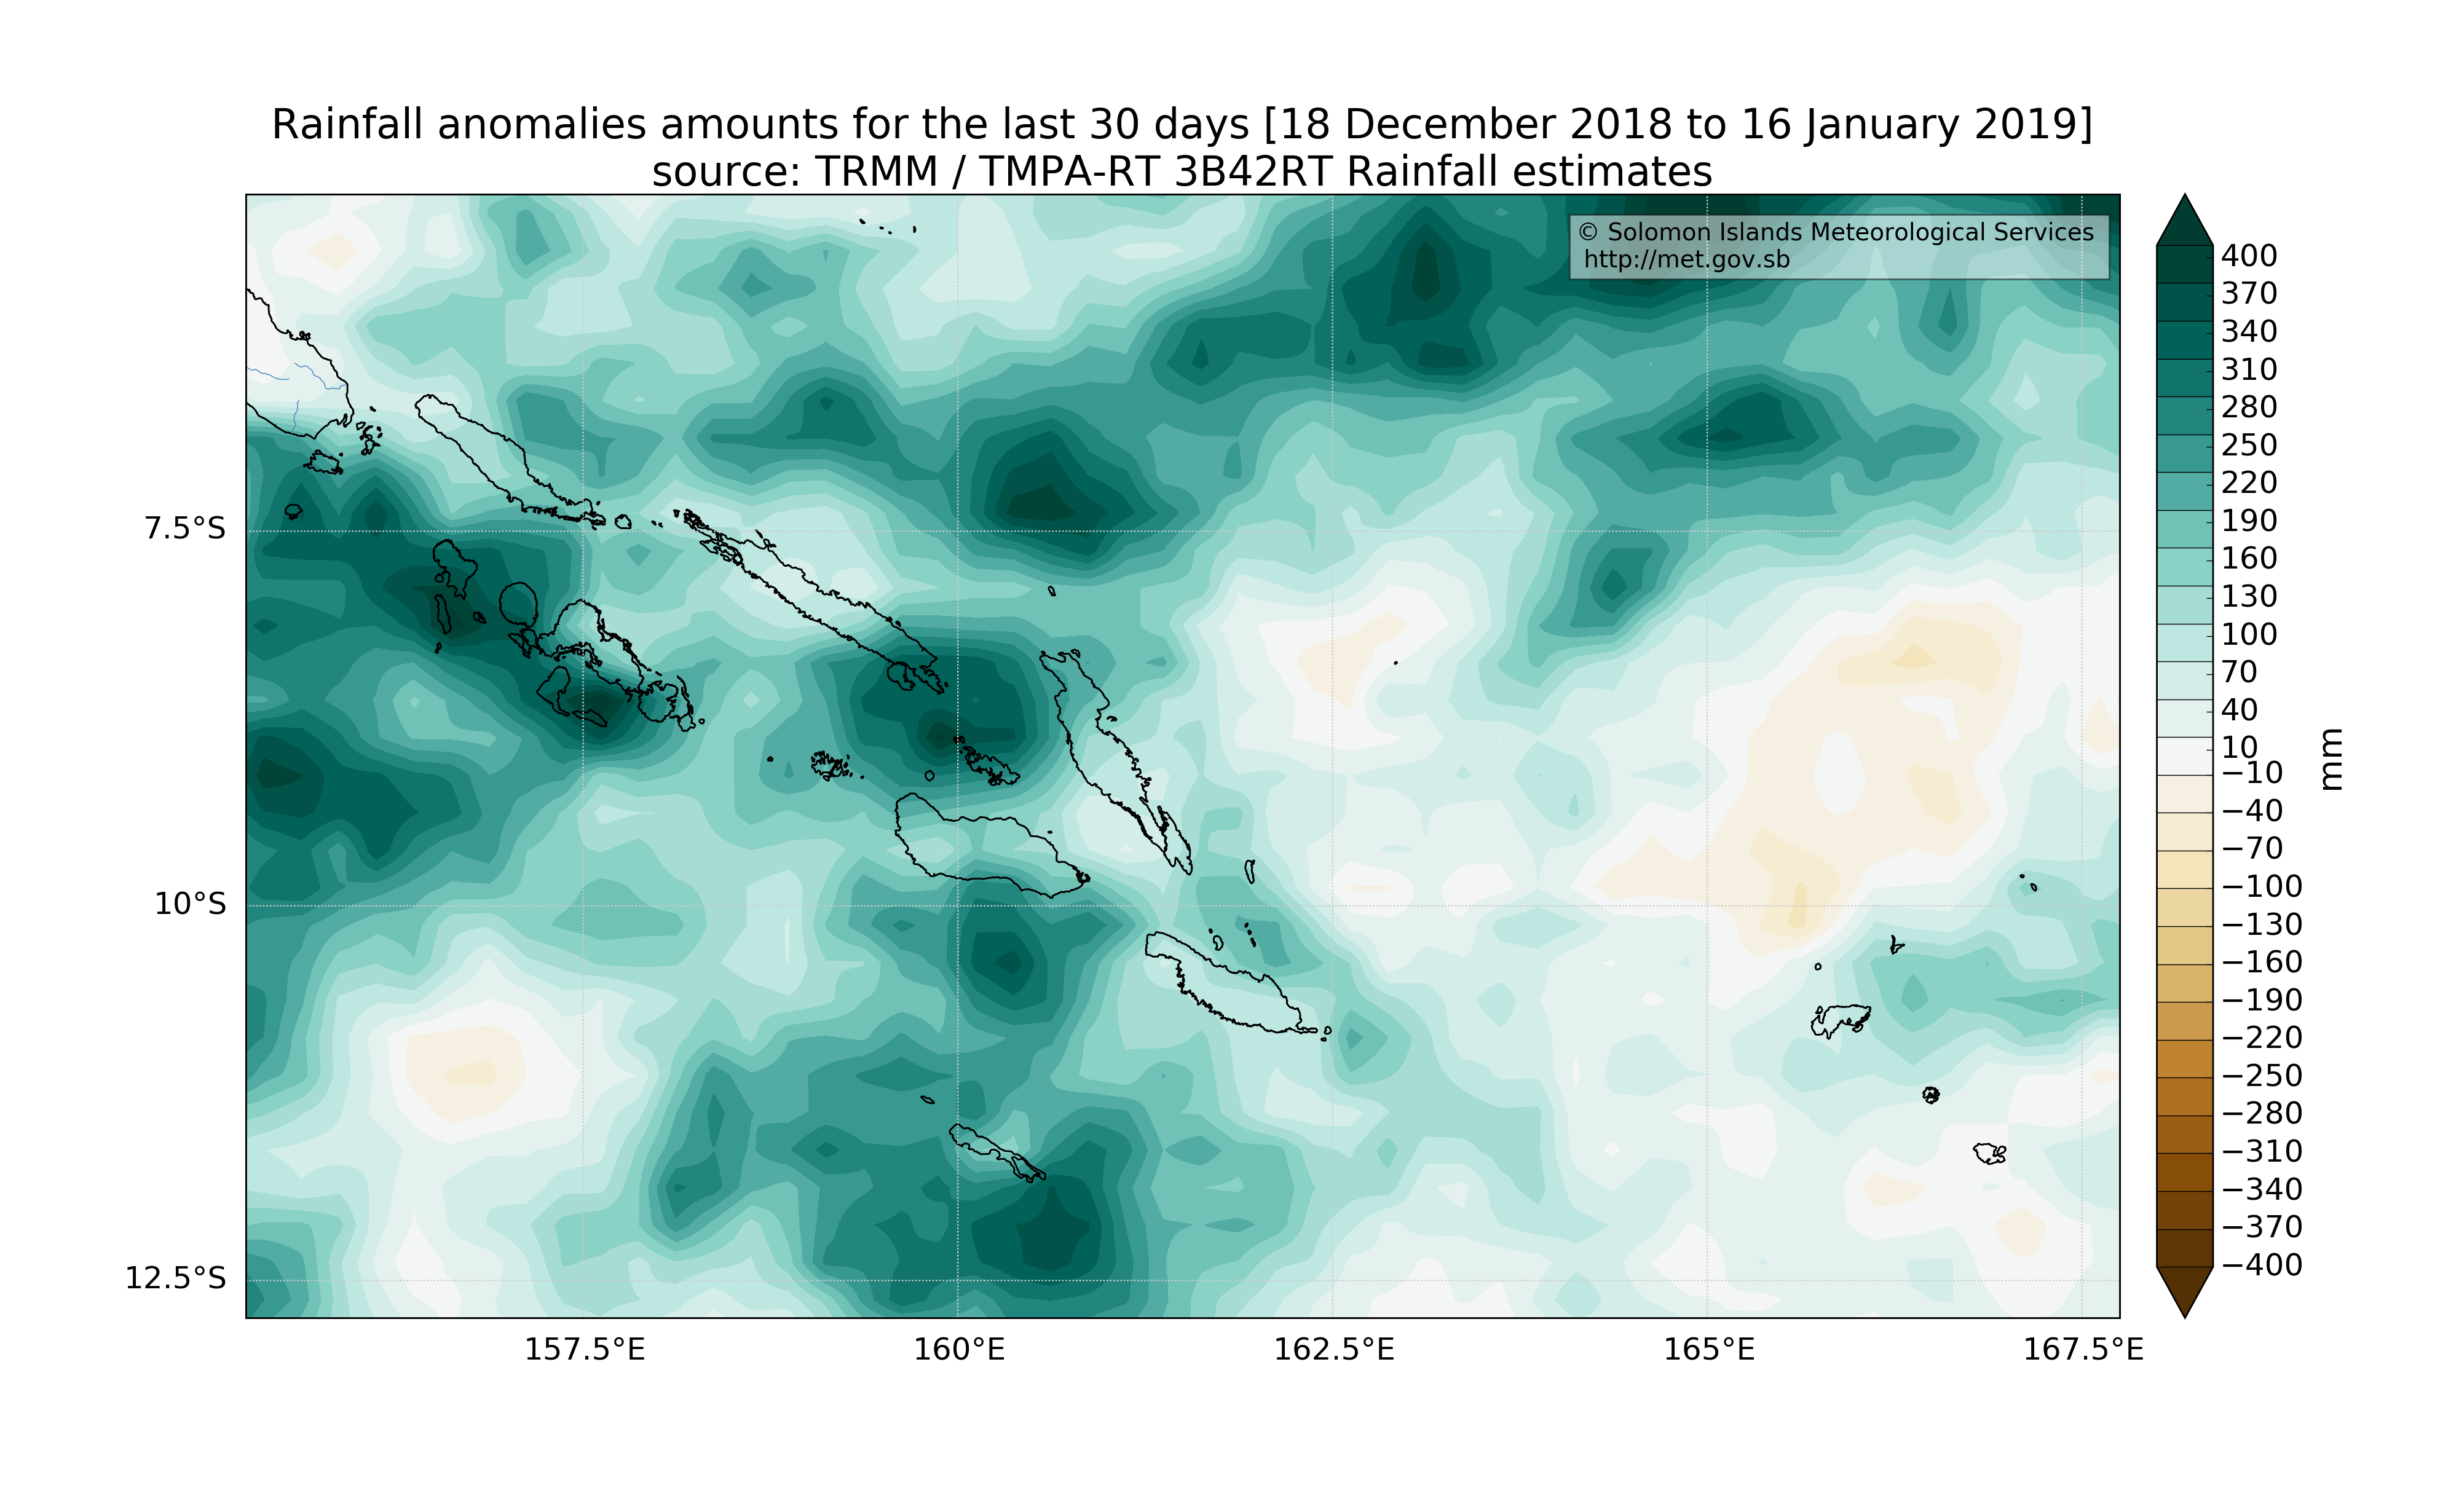 Rainfall anomalies amounts for the last 30 days [18 December 2018 to 16 January 2019]
source: TRMM / TMPA-RT 3B42RT Rainfall estimates
© Solomon Islands Meteorological Services
http://met.gov.sb
7.5°S
10°S
12.5°S
157.5°E
160°E
162.5°E
165°E
167.5°E
400
370
340
310
280
250
220
190
160
130
100
70
40
10
−10
−40
−70
−100
−130
−160
−190
−220
−250
−280
−310
−340
−370
−400
mm